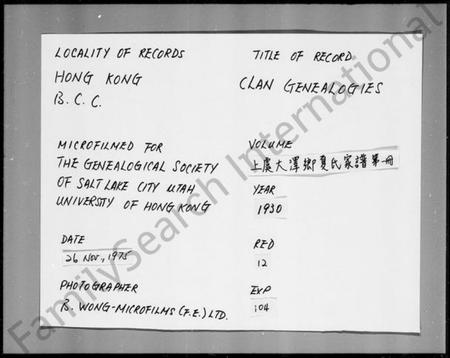 LOCALITY OF RECORDS
HONG KONG
B. C. C.
TITLE OF RECORD
CLAN GENEALOGIES
MICROFILMED FOR
THE GENEALOGICAL SOCIETY
OF SALT LAKE CITY UTAH
UNIVERSTY OF HONG KONG
VOLUME
上虞大澤鄉夏氏家譜第一冊
YEAR
1930
DATE
26 Nov., 1975
RED
12
PHOTOGRAPHER
B. WONG-MICROFILMS (F.E.) LTD.
EXP
104
FamilySearch International